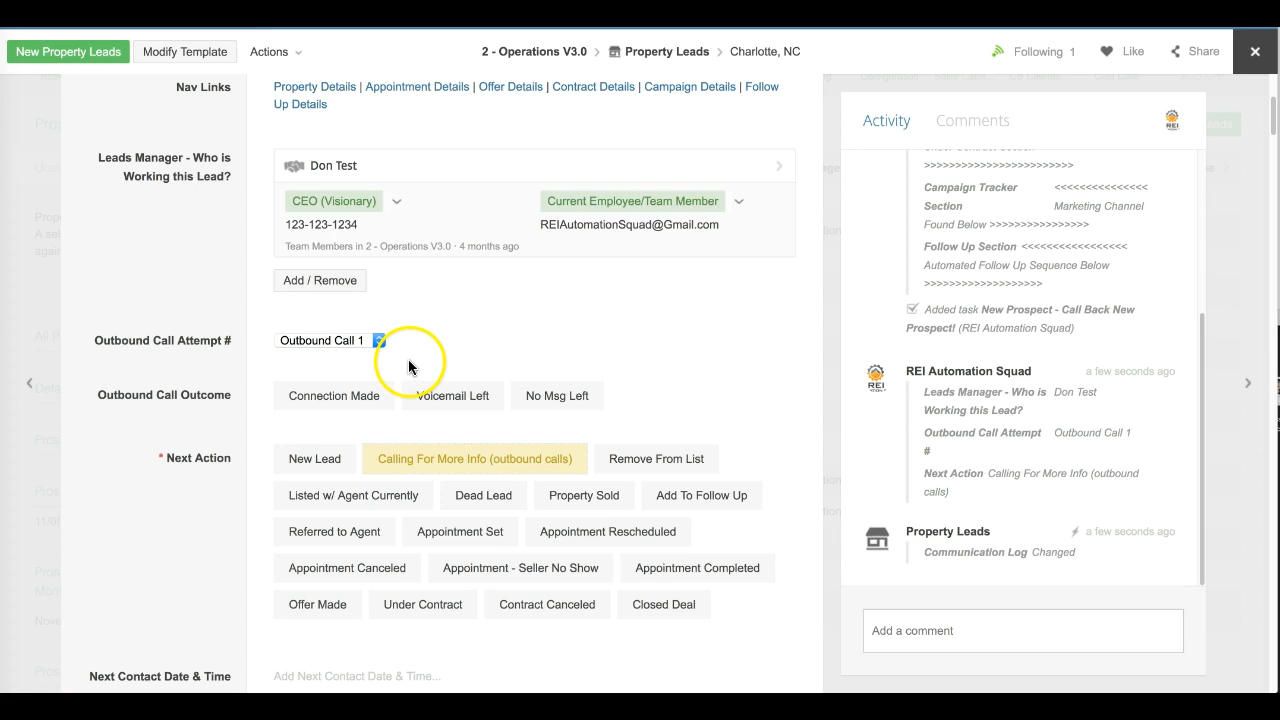 New Property Leads
Modify Template
Actions
2 - Operations V3.0 > Property Leads > Charlotte, NC
Following 1
Like
Share
Nav Links
Property Details | Appointment Details | Offer Details | Contract Details | Campaign Details | Follow
Up Details
Leads Manager - Who is
Working this Lead?
Don Test
CEO (Visionary)
Current Employee/Team Member
123-123-1234
REIAutomationSquad@Gmail.com
Team Members in 2 - Operations V3.0 · 4 months ago
Add / Remove
Outbound Call Attempt #
Outbound Call 1
Outbound Call Outcome
Connection Made
Voicemail Left
No Msg Left
* Next Action
New Lead
Calling For More Info (outbound calls)
Remove From List
Listed w/ Agent Currently
Dead Lead
Property Sold
Add To Follow Up
Referred to Agent
Appointment Set
Appointment Rescheduled
Appointment Canceled
Appointment - Seller No Show
Appointment Completed
Offer Made
Under Contract
Contract Canceled
Closed Deal
Next Contact Date & Time
Add Next Contact Date & Time...
Activity
Comments
REI
>>>>>>>>>>>>>>>>>>>>>>>
Campaign Tracker <<<<<<<<<<<<<<<
Section Marketing Channel
Found Below >>>>>>>>>>>>>>>>
Follow Up Section <<<<<<<<<<<<<<<<<
Automated Follow Up Sequence Below
>>>>>>>>>>>>>>>>>>>
Added task New Prospect - Call Back New
Prospect! (REI Automation Squad)
REI
REI Automation Squad
a few seconds ago
Leads Manager - Who is Don Test
Working this Lead?
Outbound Call Attempt Outbound Call 1
#
Next Action Calling For More Info (outbound
calls)
Property Leads
a few seconds ago
Communication Log Changed
Add a comment